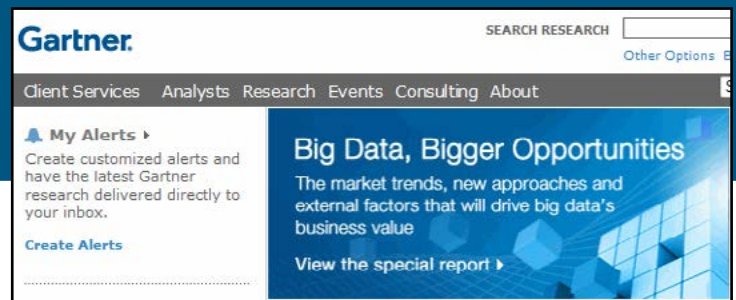 Gartner.
SEARCH RESEARCH
Other Options
Client Services Analysts Research Events Consulting About
My Alerts
Create customized alerts and
have the latest Gartner
research delivered directly to
your inbox.
Create Alerts
Big Data, Bigger Opportunities
The market trends, new approaches and
external factors that will drive big data's
business value
View the special report